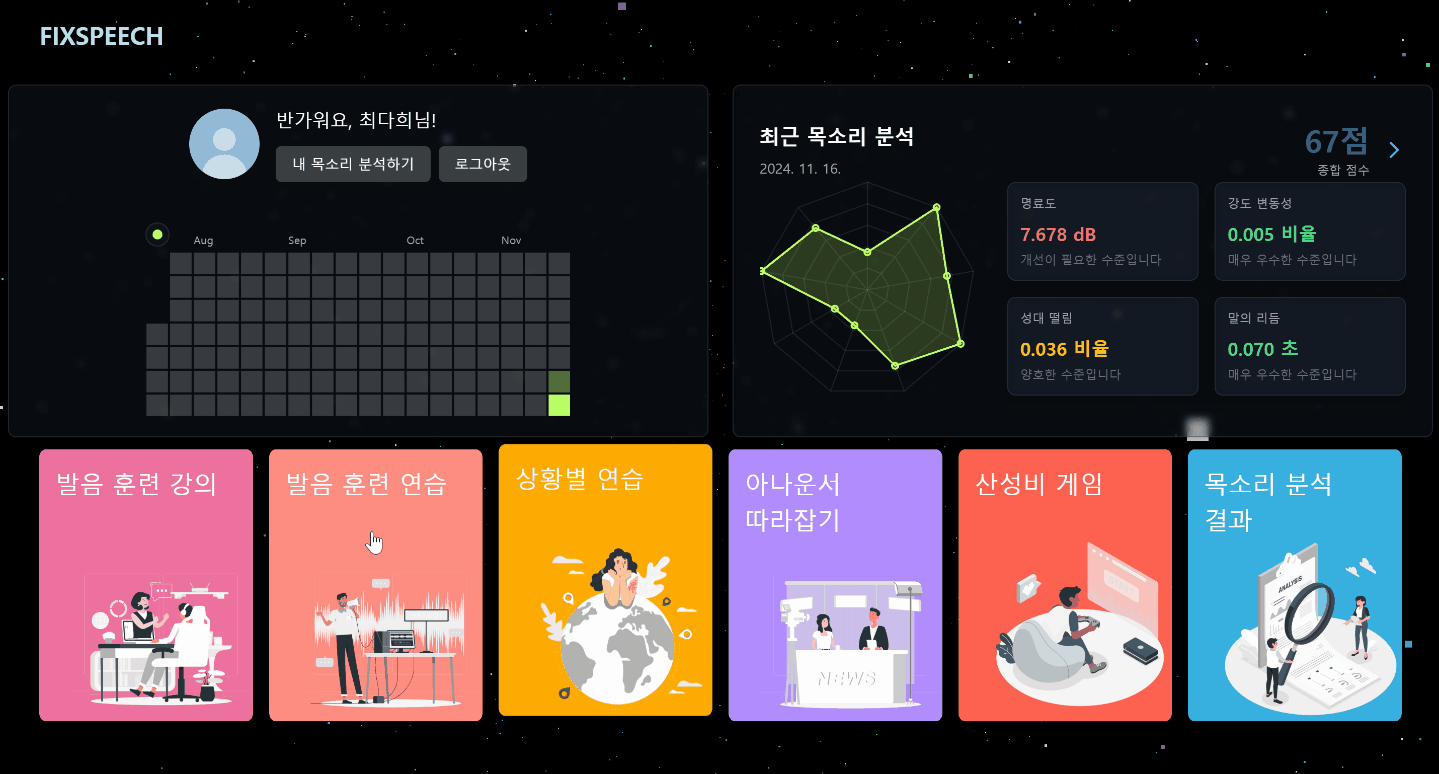 FIXSPEECH
반가워요, 최다희님!
내 목소리 분석하기
로그아웃
Aug Sep Oct Nov
최근 목소리 분석
2024. 11. 16.
67점
종합 점수
명료도
7.678 dB
개선이 필요한 수준입니다
강도 변동성
0.005 비율
매우 우수한 수준입니다
성대 떨림
0.036 비율
양호한 수준입니다
말의 리듬
0.070 초
매우 우수한 수준입니다
발음 훈련 강의
발음 훈련 연습
상황별 연습
아나운서
따라잡기
NEWS
산성비 게임
목소리 분석
결과
ANALYSIS